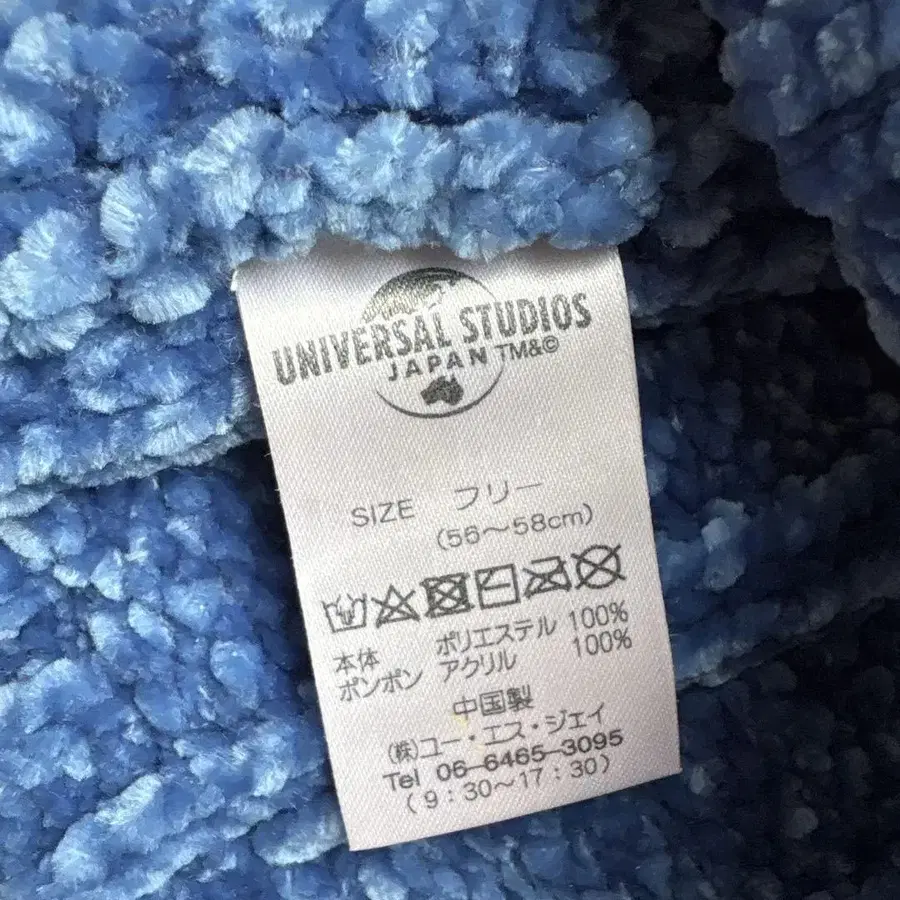 UNIVERSAL STUDIOS
JAPAN TM&©
SIZE フリー
(56～58cm)
本体 ポリエステル 100%
ポンポン アクリル 100%
中国製
(株)ユー・エス・ジェイ
Tel 06-6465-3095
(9:30～17:30)